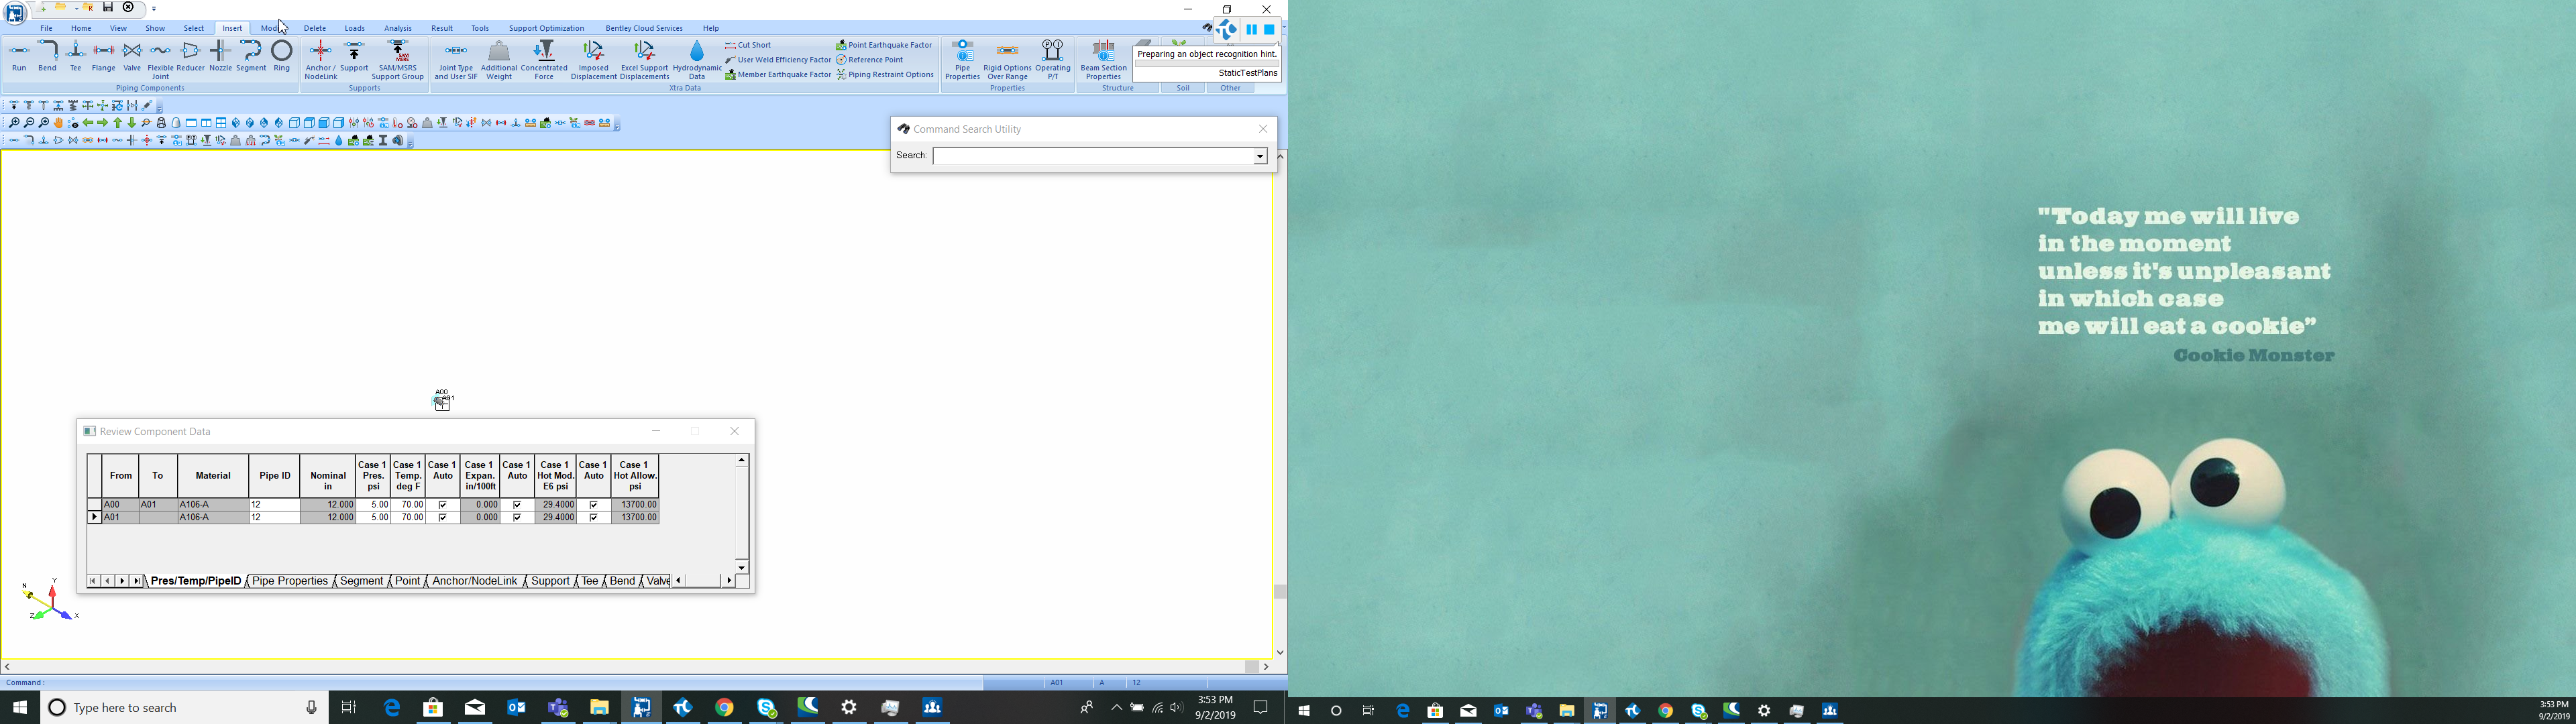 File Home View Show Select Insert Delete Loads Analysis Result Tools Support Optimization Bentley Cloud Services Help
Run Bend Tee Flange Valve Flexible Joint Reducer Nozzle Segment Ring
Piping Components
Anchor / NodeLink Support SAM/MSRS Support Group
Supports
Joint Type and User SIF Additional Weight Concentrated Force Imposed Displacement Excel Support Displacements Hydrodynamic Data
Cut Short
User Weld Efficiency Factor
Member Earthquake Factor
Point Earthquake Factor
Reference Point
Piping Restraint Options
Xtra Data
Pipe Properties Rigid Options Over Range Operating P/T
Properties
Beam Section Properties
Structure
Soil
Other
Preparing an object recognition hint.
StaticTestPlans
Command Search Utility
Search:
A00
Review Component Data
From To Material Pipe ID Nominal in Case 1 Pres. psi Case 1 Temp. deg F Case 1 Auto Case 1 Expan. in/100ft Case 1 Auto Case 1 Hot Mod. E6 psi Case 1 Auto Case 1 Hot Allow. psi
A00 A01 A106-A 12 12.000 5.00 70.00 0.000 29.4000 13700.00
A01 A106-A 12 12.000 5.00 70.00 0.000 29.4000 13700.00
Pres/Temp/PipeID Pipe Properties Segment Point Anchor/NodeLink Support Tee Bend Valve
N Y Z X
Command :
A01 A 12
Type here to search
3:53 PM
9/2/2019
"Today me will live
in the moment
unless it's unpleasant
in which case
me will eat a cookie”
Cookie Monster
3:53 PM
9/2/2019